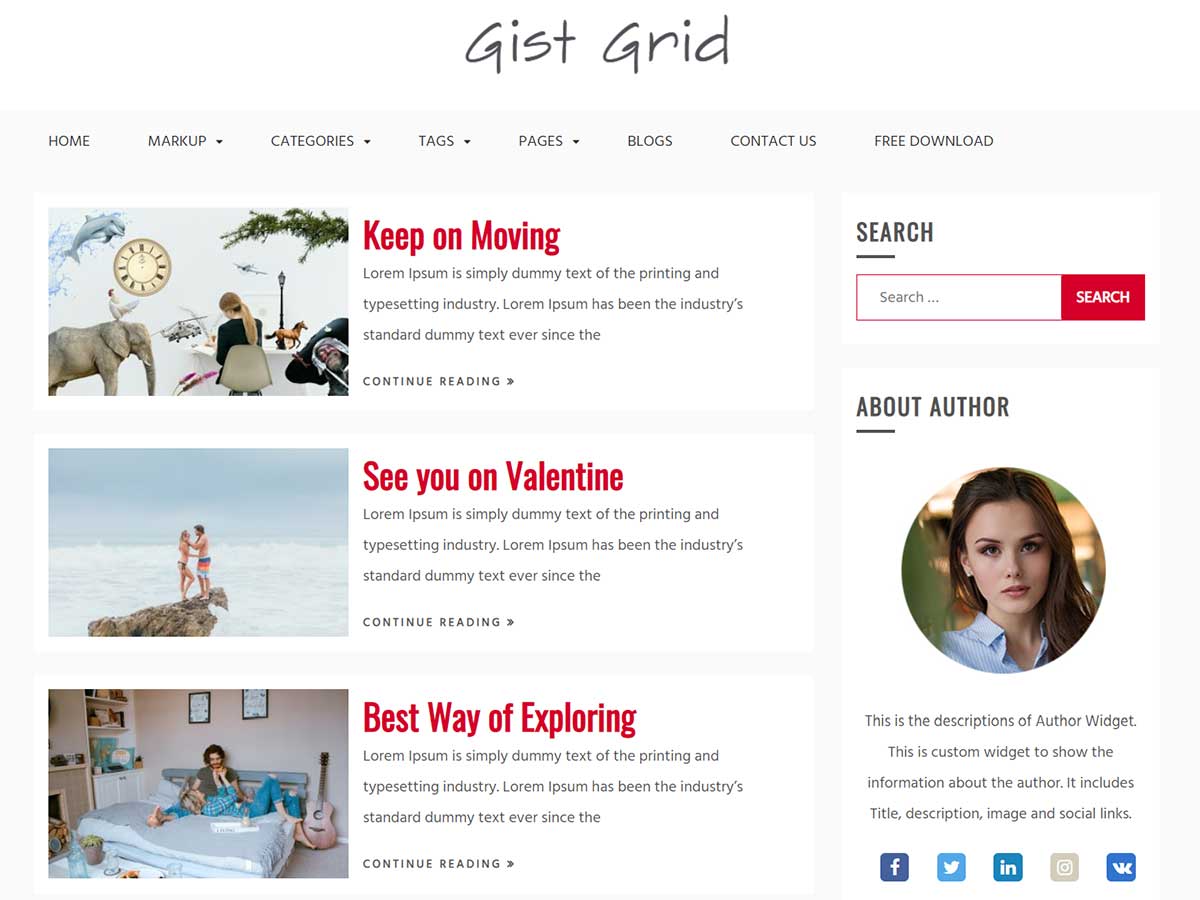 Gist Grid
HOME MARKUP CATEGORIES TAGS PAGES BLOGS CONTACT US FREE DOWNLOAD
Keep on Moving
Lorem Ipsum is simply dummy text of the printing and
typesetting industry. Lorem Ipsum has been the industry’s
standard dummy text ever since the
CONTINUE READING »
See you on Valentine
Lorem Ipsum is simply dummy text of the printing and
typesetting industry. Lorem Ipsum has been the industry’s
standard dummy text ever since the
CONTINUE READING »
Best Way of Exploring
Lorem Ipsum is simply dummy text of the printing and
typesetting industry. Lorem Ipsum has been the industry’s
standard dummy text ever since the
CONTINUE READING »
SEARCH
Search ... SEARCH
ABOUT AUTHOR
This is the descriptions of Author Widget.
This is custom widget to show the
information about the author. It includes
Title, description, image and social links.